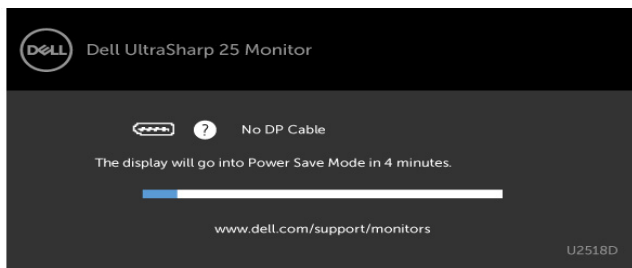 DELL
Dell UltraSharp 25 Monitor
? No DP Cable
The display will go into Power Save Mode in 4 minutes.
www.dell.com/support/monitors
U2518D